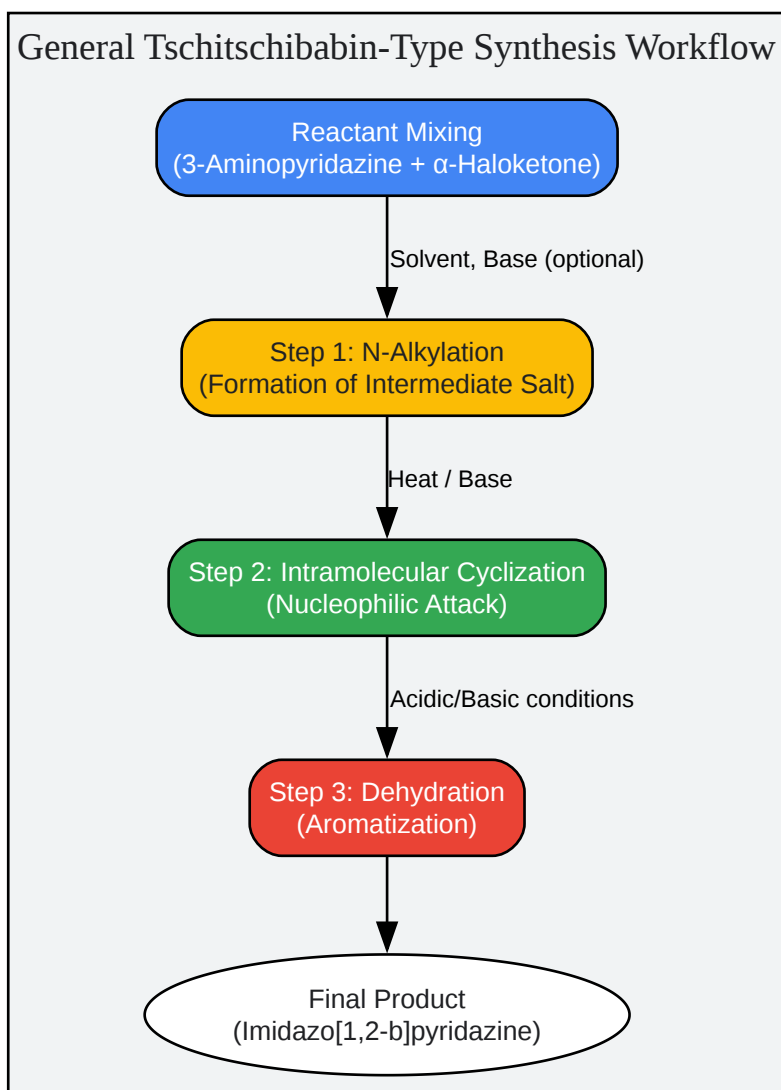 General Tschitschibabin-Type Synthesis Workflow
Reactant Mixing
(3-Aminopyridazine + α-Haloketone)
Solvent, Base (optional)
Step 1: N-Alkylation
(Formation of Intermediate Salt)
Heat / Base
Step 2: Intramolecular Cyclization
(Nucleophilic Attack)
Acidic/Basic conditions
Step 3: Dehydration
(Aromatization)
Final Product
(Imidazo[1,2-b]pyridazine)